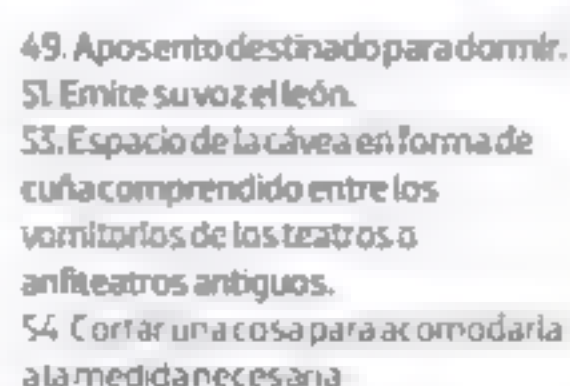 49. Aposento destinado para dormir.
51. Emite su voz el león.
53. Espacio de la cávea en forma de
cuña comprendido entre los
vomitorios de los teatros o
anfiteatros antiguos.
54. Cortar una cosa para acomodarla
a la medida necesaria